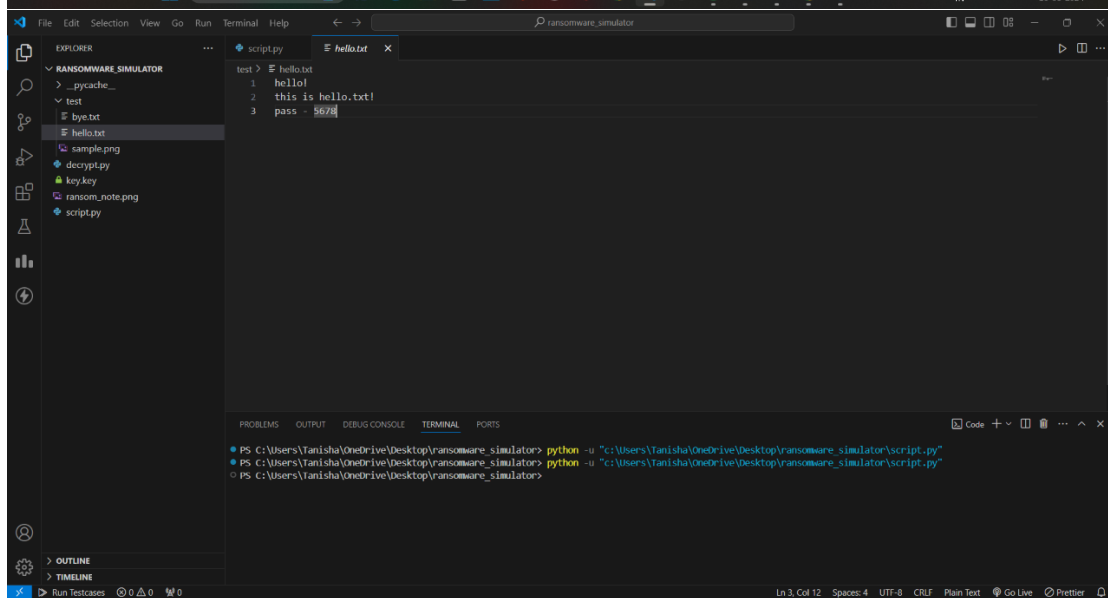 File Edit Selection View Go Run Terminal Help
ransomware_simulator
EXPLORER
RANSOMWARE_SIMULATOR
__pycache__
test
bye.txt
hello.txt
sample.png
decrypt.py
key.key
ransom_note.png
script.py
OUTLINE
TIMELINE
script.py hello.txt
test > hello.txt
1 hello!
2 this is hello.txt!
3 pass - 5678
PROBLEMS OUTPUT DEBUG CONSOLE TERMINAL PORTS
Code
PS C:\Users\Tanisha\OneDrive\Desktop\ransomware_simulator> python -u "c:\Users\Tanisha\OneDrive\Desktop\ransomware_simulator\script.py"
PS C:\Users\Tanisha\OneDrive\Desktop\ransomware_simulator> python -u "c:\Users\Tanisha\OneDrive\Desktop\ransomware_simulator\script.py"
PS C:\Users\Tanisha\OneDrive\Desktop\ransomware_simulator>
Run Testcases 0 0 0 Ln 3, Col 12 Spaces: 4 UTF-8 CRLF Plain Text Go Live Prettier